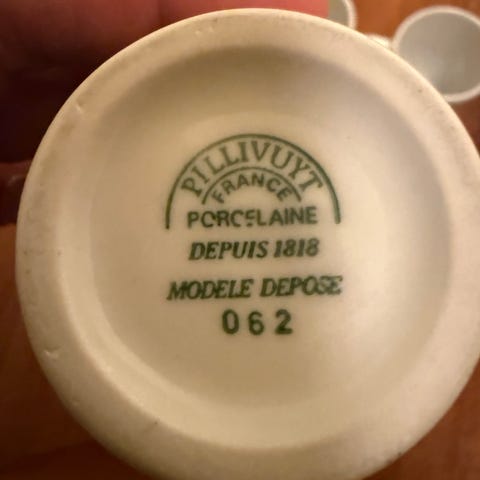 PILLIVUYT
FRANCE
PORCELAINE
DEPUIS 1818
MODELE DEPOSE
062